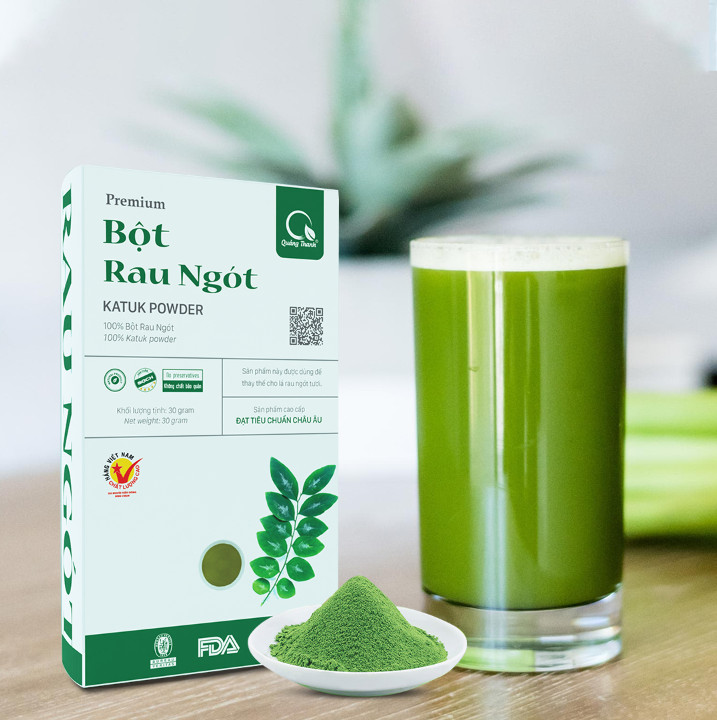 RAU NGÓT
Premium
Bột
Rau Ngót
KATUK POWDER
100% Bột Rau Ngót
100% Katuk powder
Quảng Thanh®
No preservatives
Không chất bảo quản
Sản phẩm này được dùng để
thay thế cho lá rau ngót tươi.
Khối lượng tịnh: 30 gram
Net weight: 30 gram
Sản phẩm cao cấp
ĐẠT TIÊU CHUẨN CHÂU ÂU
HÀNG VIỆT NAM
CHẤT LƯỢNG CAO
BUREAU
VERITAS
FDA